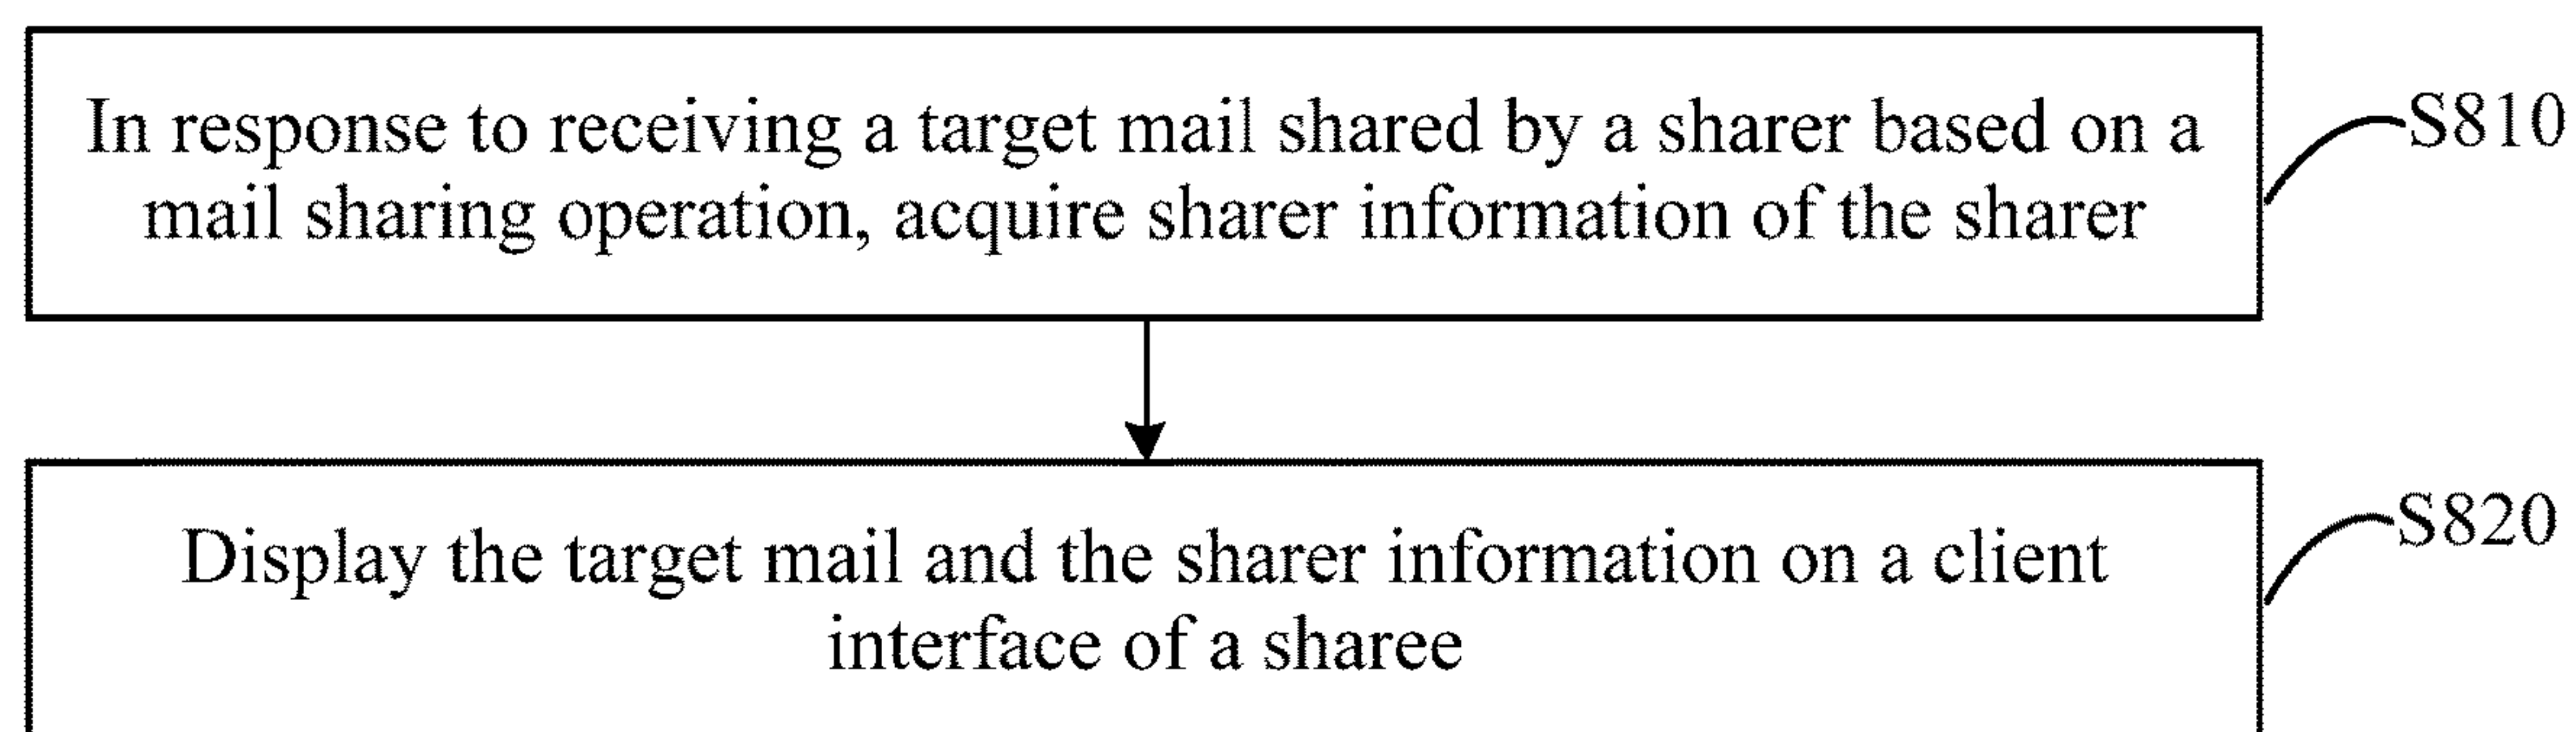 In response to receiving a target mail shared by a sharer based on a
mail sharing operation, acquire sharer information of the sharer
S810
Display the target mail and the sharer information on a client
interface of a sharee
S820